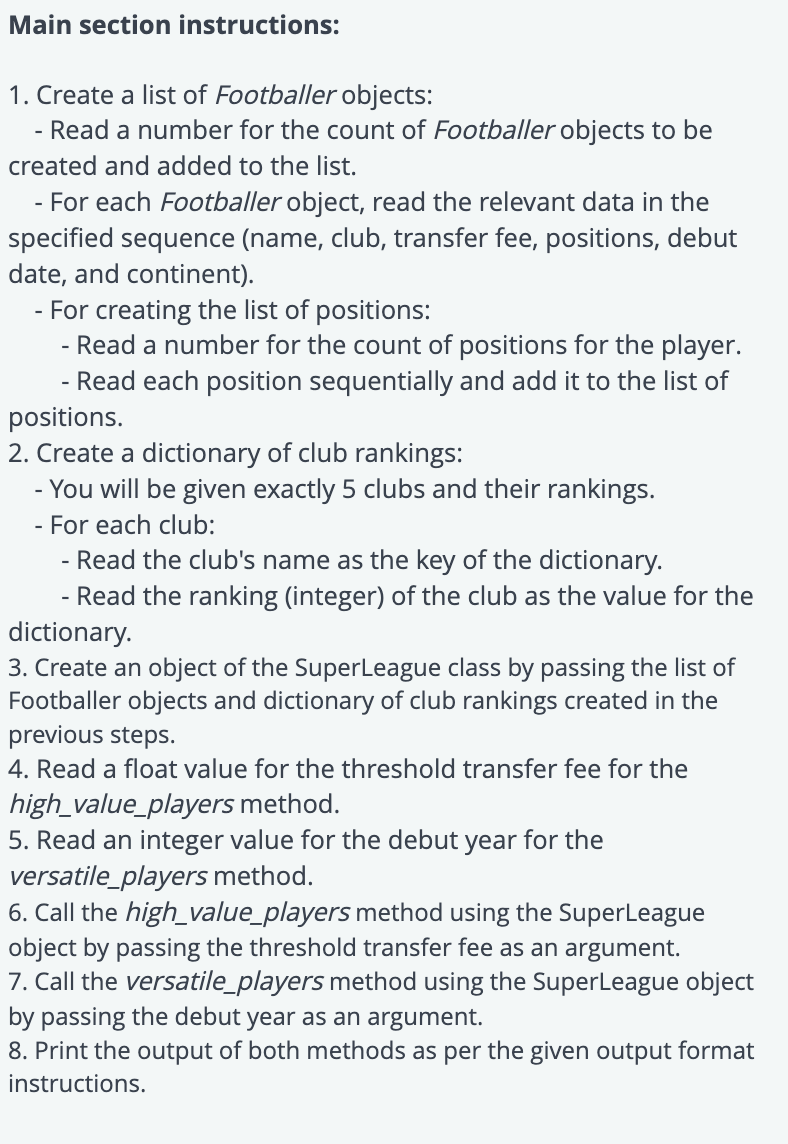 Main section instructions:
1. Create a list of Footballer objects:
- Read a number for the count of Footballer objects to be
created and added to the list.
- For each Footballer object, read the relevant data in the
specified sequence (name, club, transfer fee, positions, debut
date, and continent).
- For creating the list of positions:
- Read a number for the count of positions for the player.
- Read each position sequentially and add it to the list of
positions.
2. Create a dictionary of club rankings:
- You will be given exactly 5 clubs and their rankings.
- For each club:
- Read the club's name as the key of the dictionary.
- Read the ranking (integer) of the club as the value for the
dictionary.
3. Create an object of the SuperLeague class by passing the list of
Footballer objects and dictionary of club rankings created in the
previous steps.
4. Read a float value for the threshold transfer fee for the
high_value_players method.
5. Read an integer value for the debut year for the
versatile_players method.
6. Call the high_value_players method using the SuperLeague
object by passing the threshold transfer fee as an argument.
7. Call the versatile_players method using the SuperLeague object
by passing the debut year as an argument.
8. Print the output of both methods as per the given output format
instructions.